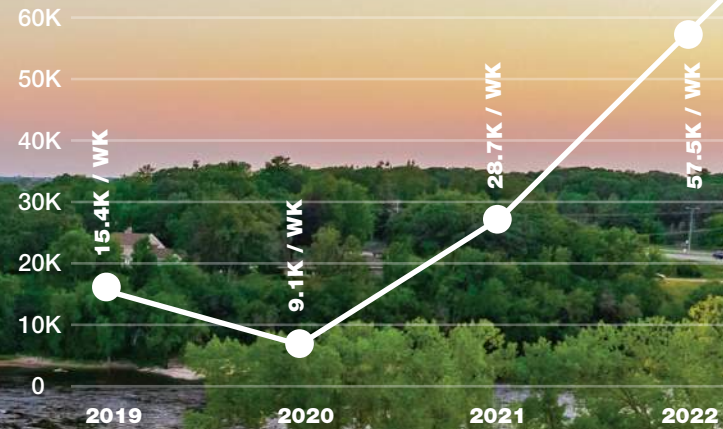 60K
50K
40K
30K
20K
10K
0
15.4K / WK
9.1K / WK
28.7K / WK
57.5K / WK
2019
2020
2021
2022